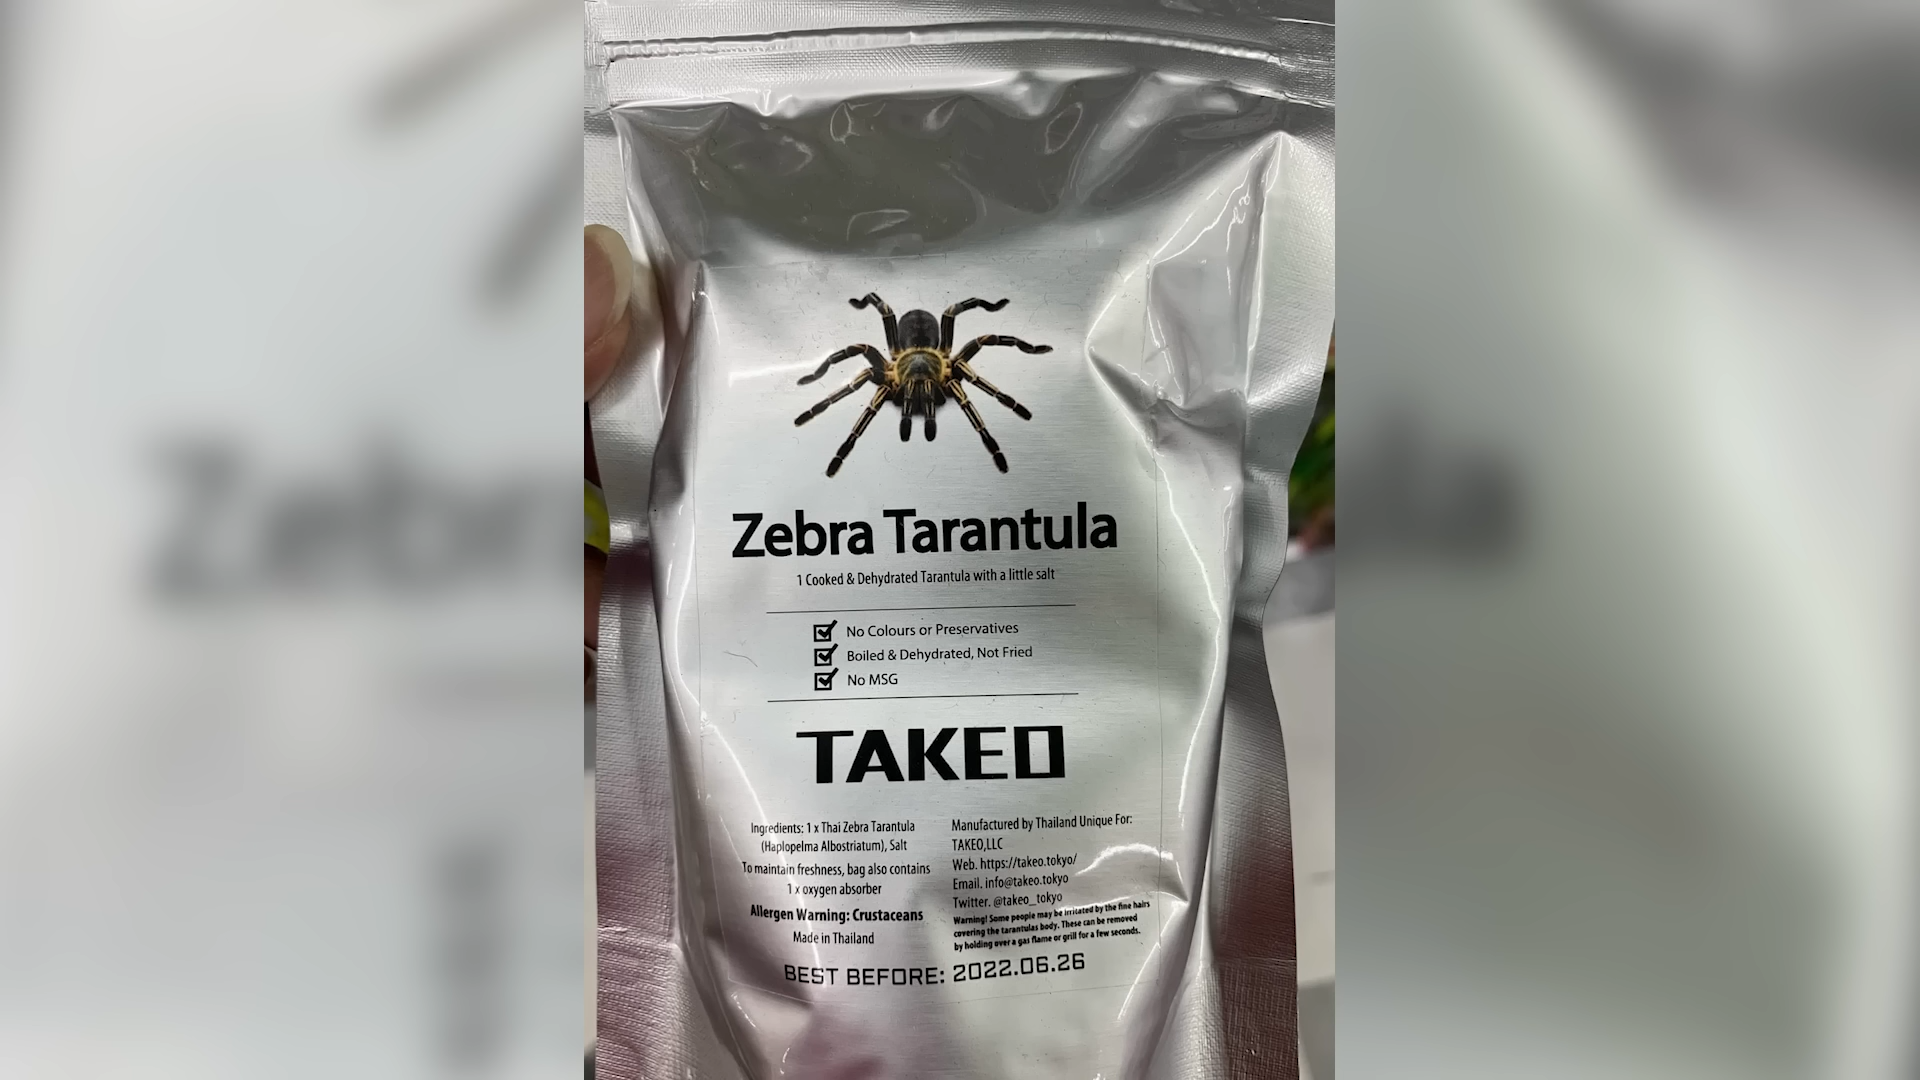 Zebra Tarantula
1 Cooked & Dehydrated Tarantula with a little salt
No Colours or Preservatives
Boiled & Dehydrated, Not Fried
No MSG
TAKEO
Ingredients: 1 x Thai Zebra Tarantula
(Haplopelma Albostriatum), Salt
To maintain freshness, bag also contains
1 x oxygen absorber
Allergen Warning: Crustaceans
Made in Thailand
Manufactured by Thailand Unique For:
TAKEO,LLC
Web. https://takeo.tokyo/
Email. info@takeo.tokyo
Twitter. @takeo_tokyo
Warning! Some people may be irritated by the fine hairs
covering the tarantulas body. These can be removed
by holding over a gas flame or grill for a few seconds.
BEST BEFORE: 2022.06.26